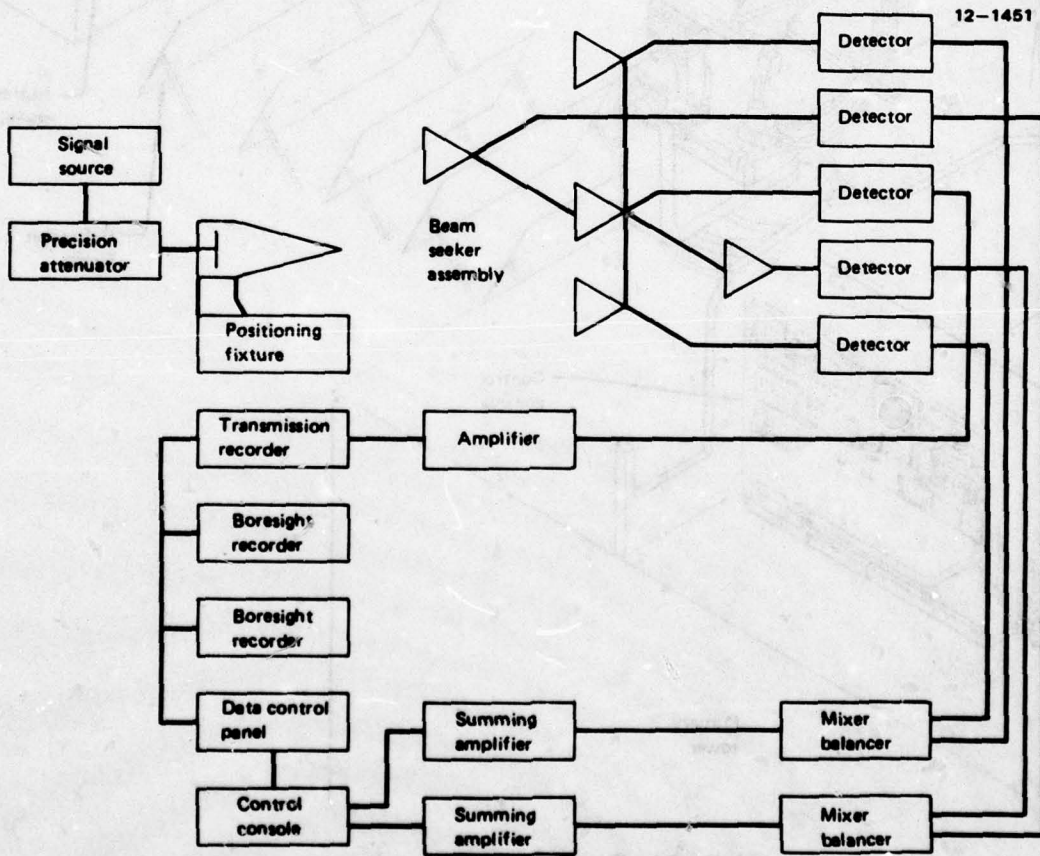 12-1451
Detector
Detector
Signal
source
Detector
Precision
attenuator
Beam
seeker
assembly
Detector
Positioning
fixture
Detector
Transmission
recorder
Amplifier
Boresight
recorder
Boresight
recorder
Data control
panel
Summing
amplifier
Mixer
balancer
Control
console
Summing
amplifier
Mixer
balancer